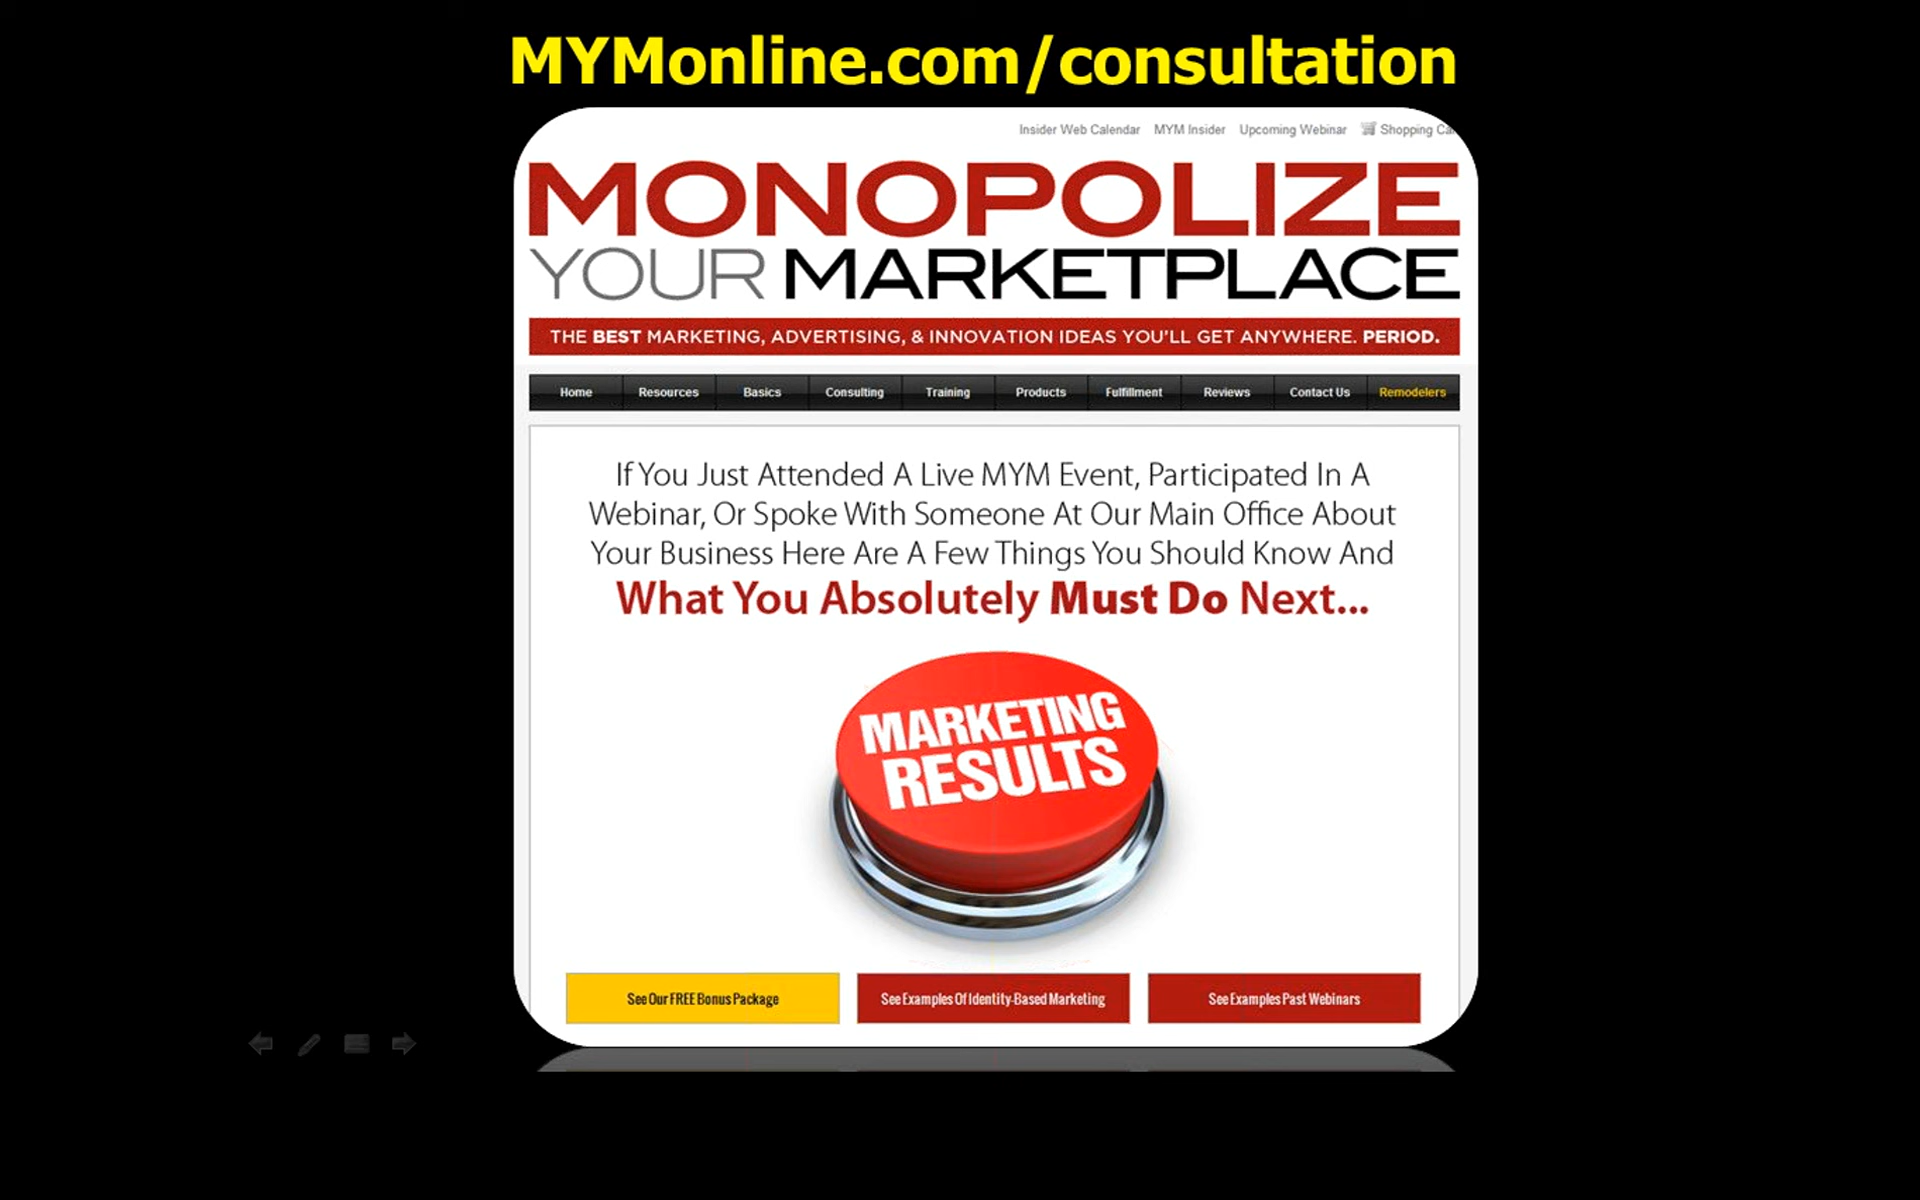 MYMonline.com/consultation
Insider Web Calendar MYM Insider Upcoming Webinar Shopping
MONOPOLIZE
YOUR MARKETPLACE
THE BEST MARKETING, ADVERTISING, & INNOVATION IDEAS YOU'LL GET ANYWHERE. PERIOD.
Home Resources Basics Consulting Training Products Fulfillment Reviews Contact Us Remodelers
If You Just Attended A Live MYM Event, Participated In A
Webinar, Or Spoke With Someone At Our Main Office About
Your Business Here Are A Few Things You Should Know And
What You Absolutely Must Do Next...
MARKETING
RESULTS
See Our FREE Bonus Package See Examples Of Identity-Based Marketing See Examples Past Webinars